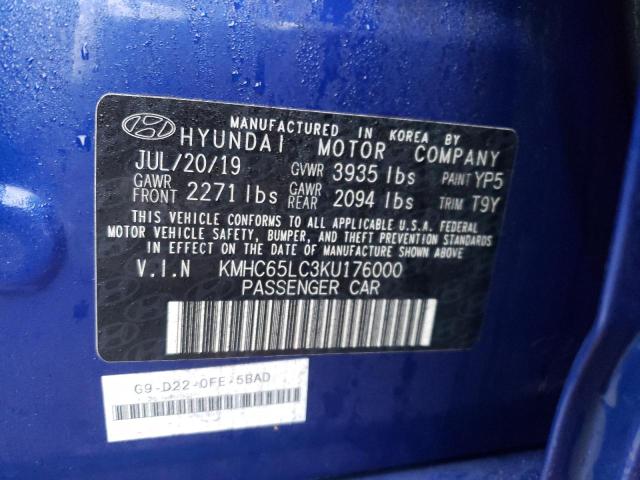 MANUFACTURED IN KOREA BY
HYUNDAI MOTOR COMPANY
JUL/20/19 GVWR 3935 lbs PAINT YP5
GAWR FRONT 2271 lbs GAWR REAR 2094 lbs TRIM T9Y
THIS VEHICLE CONFORMS TO ALL APPLICABLE U.S.A. FEDERAL
MOTOR VEHICLE SAFETY, BUMPER, AND THEFT PREVENTION STANDARDS
IN EFFECT ON THE DATE OF MANUFACTURE SHOWN ABOVE.
V.I.N KMHC65LC3KU176000
PASSENGER CAR
G9-D22-0FE-5BAD